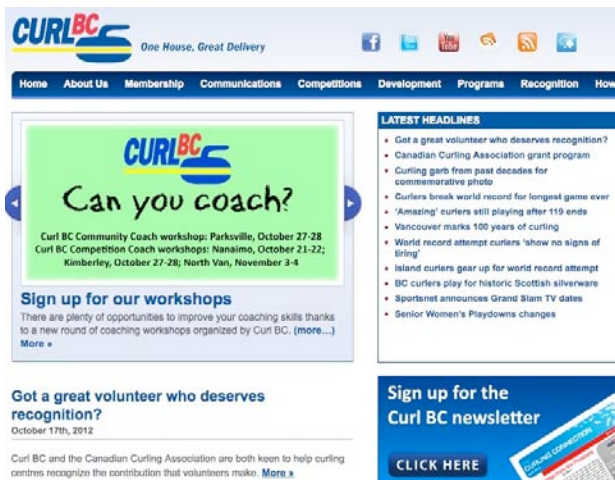 CURLBC
One House, Great Delivery
f
You
Tube
Home About Us Membership Communications Competitions Development Programs Recognition How
CURLBC
Can you coach?
Curl BC Community Coach workshop: Parksville, October 27-28
Curl BC Competition Coach workshops: Nanaimo, October 21-22;
Kimberley, October 27-28; North Van, November 3-4
Sign up for our workshops
There are plenty of opportunities to improve your coaching skills thanks
to a new round of coaching workshops organized by Curl BC. (more...)
More »
LATEST HEADLINES
Got a great volunteer who deserves recognition?
Canadian Curling Association grant program
Curling garb from past decades for
commemorative photo
Curlers break world record for longest game ever
'Amazing' curlers still playing after 119 ends
Vancouver marks 100 years of curling
World record attempt curlers 'show no signs of
tiring'
Island curlers gear up for world record attempt
BC curlers play for historic Scottish silverware
Sportsnet announces Grand Slam TV dates
Senior Women's Playdowns changes
Got a great volunteer who deserves
recognition?
October 17th, 2012
Curl BC and the Canadian Curling Association are both keen to help curling
centres recognize the contribution that volunteers make. More »
Sign up for the
Curl BC newsletter
CLICK HERE
CURLING CONNECTION